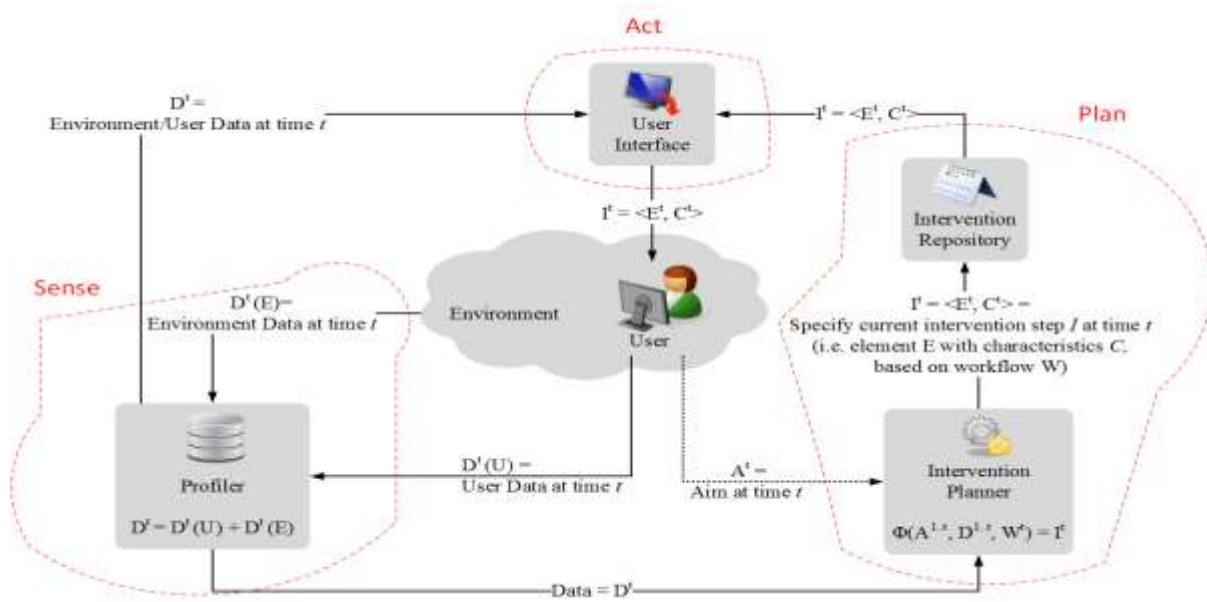 Act
Dᵗ =
Environment/User Data at time t
User
Interface
Iᵗ = <Eᵗ, Cᵗ>
Plan
Iᵗ = <Eᵗ, Cᵗ>
Intervention
Repository
Sense
Dᵗ (E)=
Environment Data at time t
Environment
User
Iᵗ = <Eᵗ, Cᵗ> =
Specify current intervention step I at time t
(i.e. element E with characteristics C,
based on workflow W)
Profiler
Dᵗ = Dᵗ (U) + Dᵗ (E)
Dᵗ (U) =
User Data at time t
Aᵗ =
Aim at time t
Intervention
Planner
Φ(A¹·ᵗ, D¹·ᵗ, Wᵗ) = Iᵗ
Data = Dᵗ